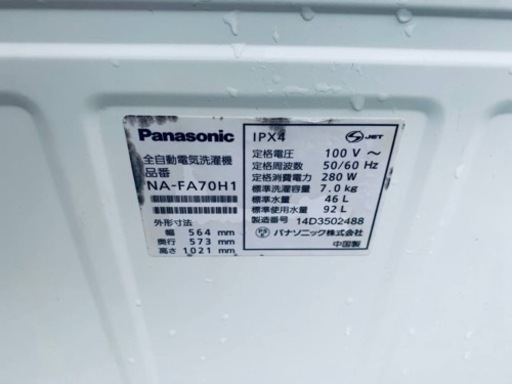 Panasonic
全自動電気洗濯機
品番
NA-FA70H1
外形寸法
幅 564 mm
奥行 573 mm
高さ 1021 mm
IPX4
S JET
定格電圧 100 V ~
定格周波数 50/60 Hz
定格消費電力 280 W
標準洗濯容量 7.0 kg
標準水量 46 L
標準使用水量 92 L
製造番号 14D3502488
パナソニック株式会社
中国製